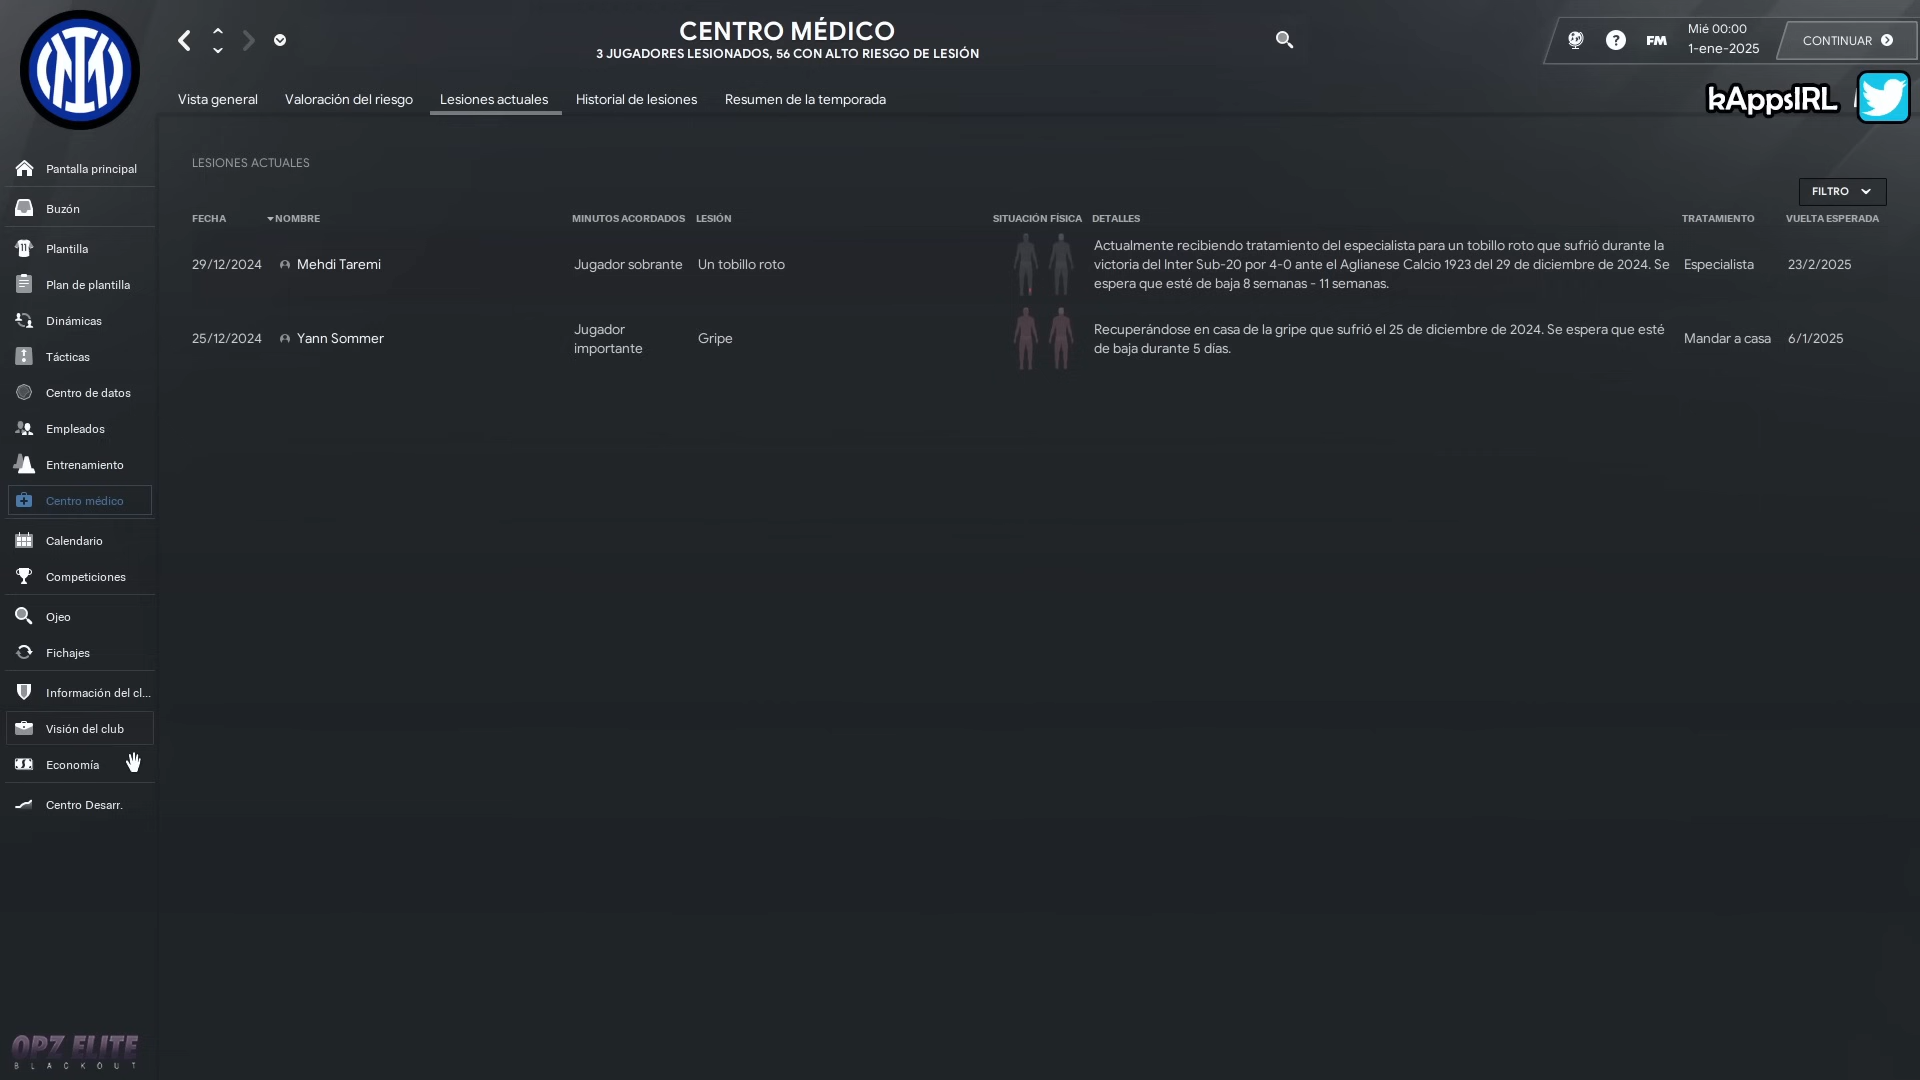 CENTRO MÉDICO
3 JUGADORES LESIONADOS, 56 CON ALTO RIESGO DE LESIÓN
FM
Mié 00:00
1-ene-2025
CONTINUAR
kAppsIRL
Vista general
Valoración del riesgo
Lesiones actuales
Historial de lesiones
Resumen de la temporada
Pantalla principal
Buzón
Plantilla
Plan de plantilla
Dinámicas
Tácticas
Centro de datos
Empleados
Entrenamiento
Centro médico
Calendario
Competiciones
Ojeo
Fichajes
Información del cl...
Visión del club
Economía
Centro Desarr.
OPZ ELITE
BLACKOUT
LESIONES ACTUALES
FILTRO
FECHA NOMBRE MINUTOS ACORDADOS LESIÓN SITUACIÓN FÍSICA DETALLES TRATAMIENTO VUELTA ESPERADA
29/12/2024 Mehdi Taremi Jugador sobrante Un tobillo roto
Actualmente recibiendo tratamiento del especialista para un tobillo roto que sufrió durante la
victoria del Inter Sub-20 por 4-0 ante el Aglianese Calcio 1923 del 29 de diciembre de 2024. Se
espera que esté de baja 8 semanas - 11 semanas.
Especialista 23/2/2025
25/12/2024 Yann Sommer
Jugador
importante
Gripe
Recuperándose en casa de la gripe que sufrió el 25 de diciembre de 2024. Se espera que esté
de baja durante 5 días.
Mandar a casa 6/1/2025